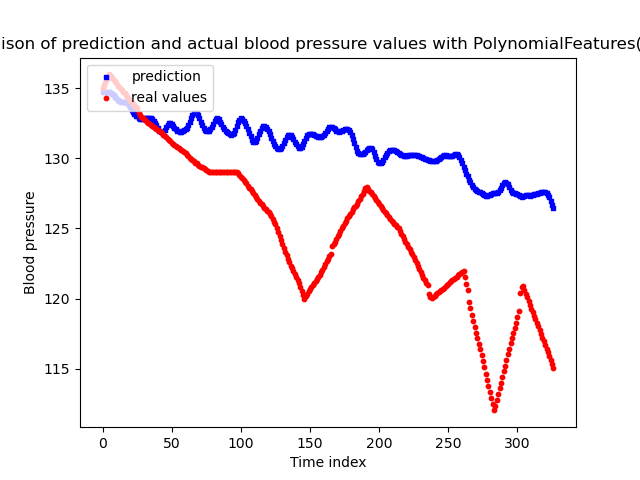 ison of prediction and actual blood pressure values with PolynomialFeatures(
prediction
real values
Blood pressure
135
130
125
120
115
0 50 100 150 200 250 300
Time index